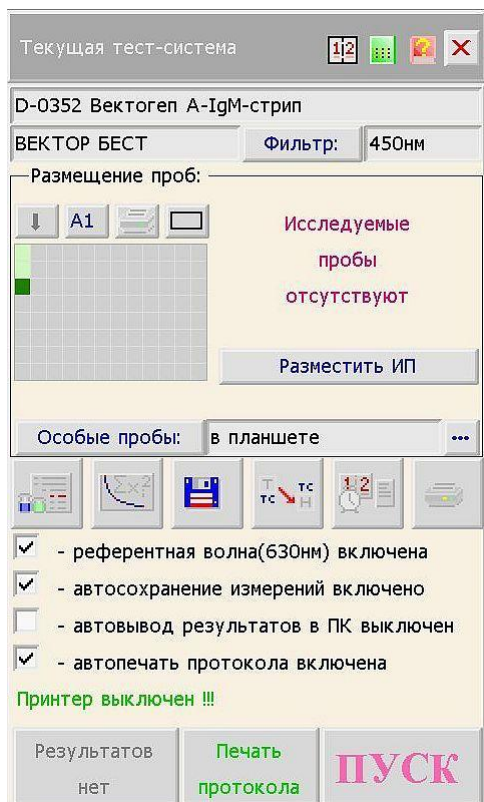 Текущая тест-система
1|2
D-0352 Вектогеп А-IgM-стрип
ВЕКТОР БЕСТ Фильтр: 450нм
Размещение проб:
А1
Исследуемые
пробы
отсутствуют
Разместить ИП
Особые пробы: в планшете ...
- референтная волна(630нм) включена
- автосохранение измерений включено
- автовывод результатов в ПК выключен
- автопечать протокола включена
Принтер выключен !!!
Результатов
нет
Печать
протокола
ПУСК